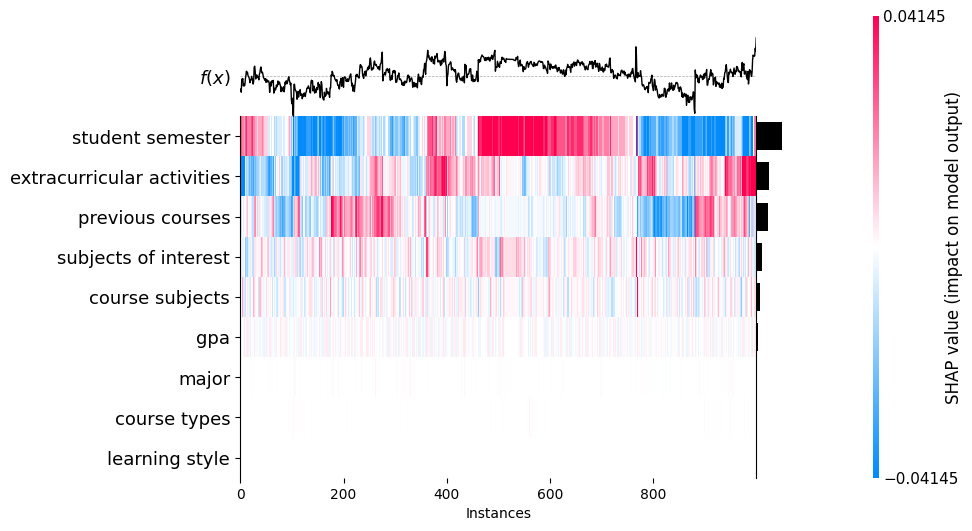 0.04145
f(x)
student semester
extracurricular activities
previous courses
subjects of interest
course subjects
gpa
major
course types
learning style
0 200 400 600 800
Instances
−0.04145
SHAP value (impact on model output)